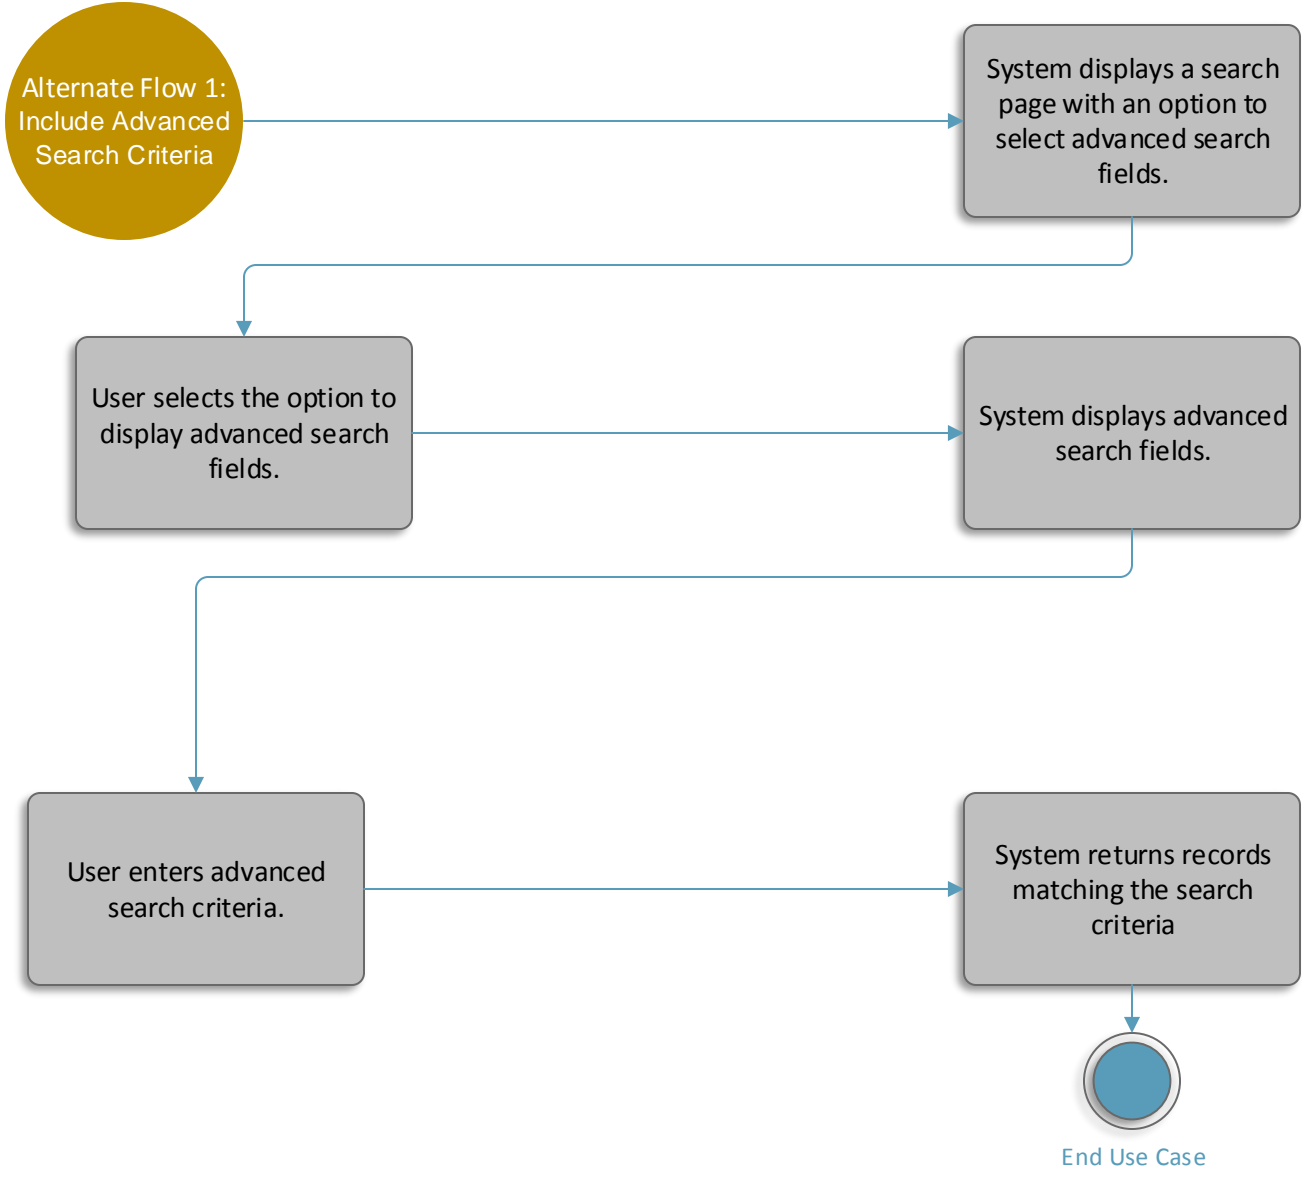 Alternate Flow 1:
Include Advanced
Search Criteria
System displays a search
page with an option to
select advanced search
fields.
User selects the option to
display advanced search
fields.
System displays advanced
search fields.
User enters advanced
search criteria.
System returns records
matching the search
criteria
End Use Case